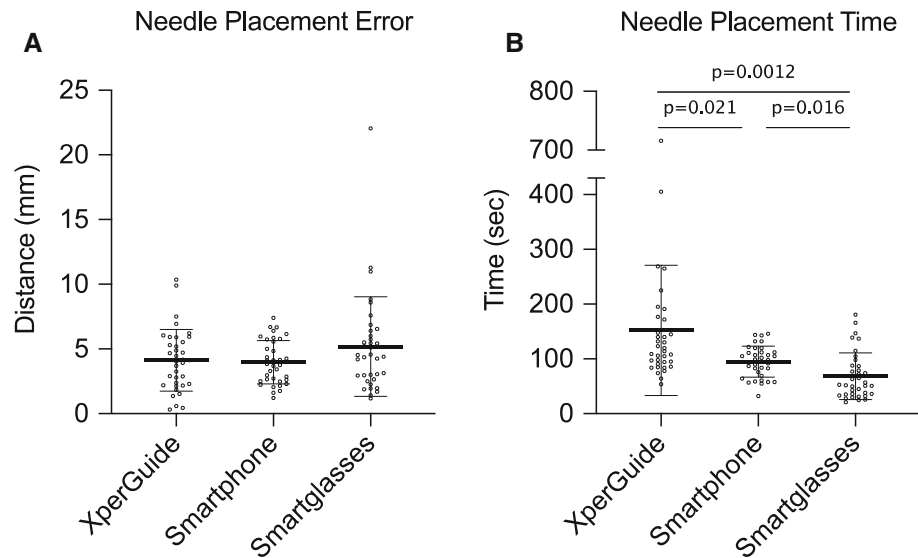 A
Needle Placement Error
Distance (mm)
25
20
15
10
5
0
XperGuide
Smartphone
Smartglasses
B
Needle Placement Time
Time (sec)
800
700
400
300
200
100
0
p=0.0012
p=0.021
p=0.016
XperGuide
Smartphone
Smartglasses